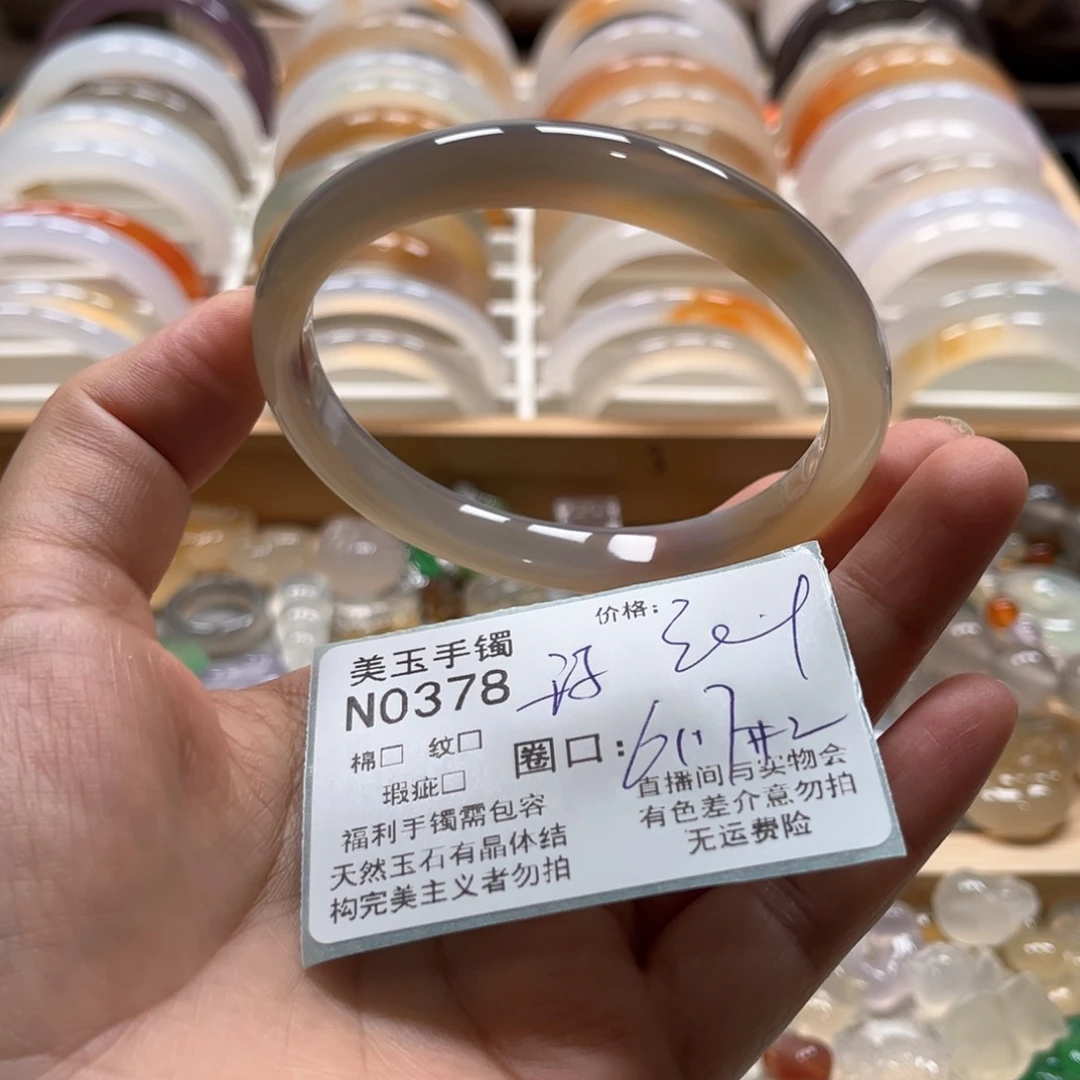 价格:
美玉手镯
NO378
棉□ 纹□
圈口:
瑕疵□
福利手镯需包容
天然玉石有晶体结
构完美主义者勿拍
直播间与实物会
有色差介意勿拍
无运费险